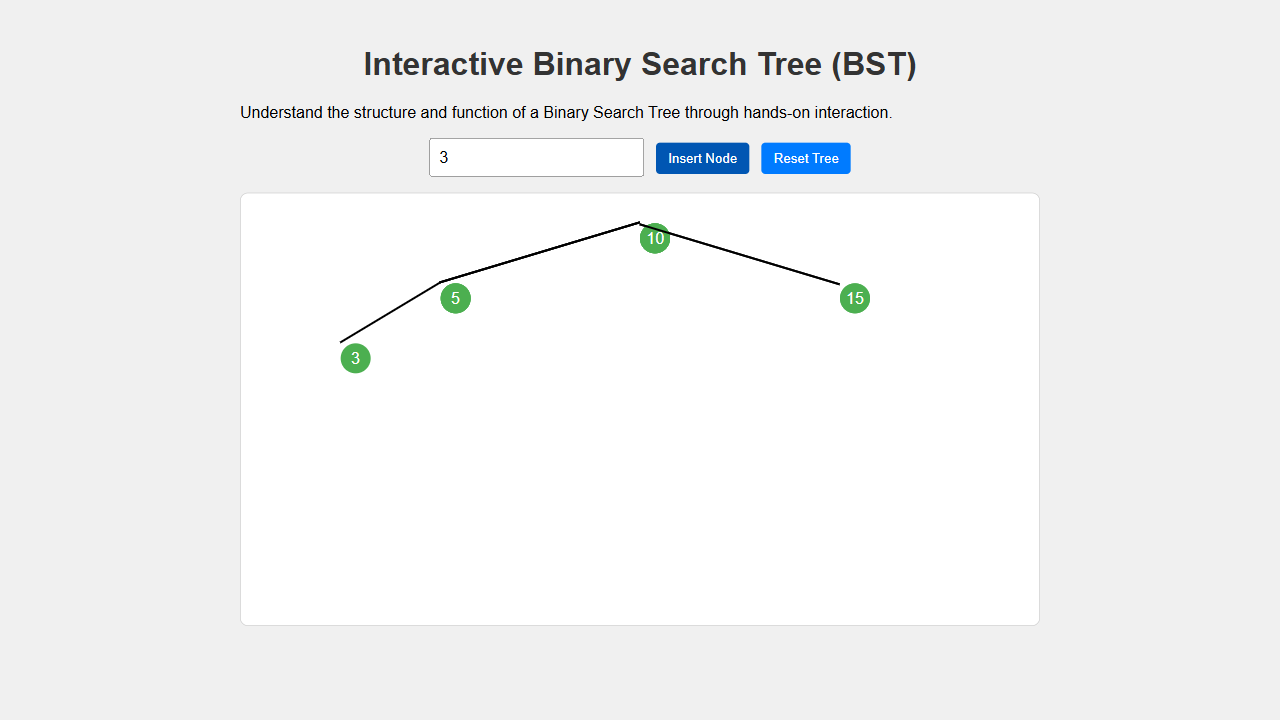 Interactive Binary Search Tree (BST)
Understand the structure and function of a Binary Search Tree through hands-on interaction.
3 Insert Node Reset Tree
10
5 15
3